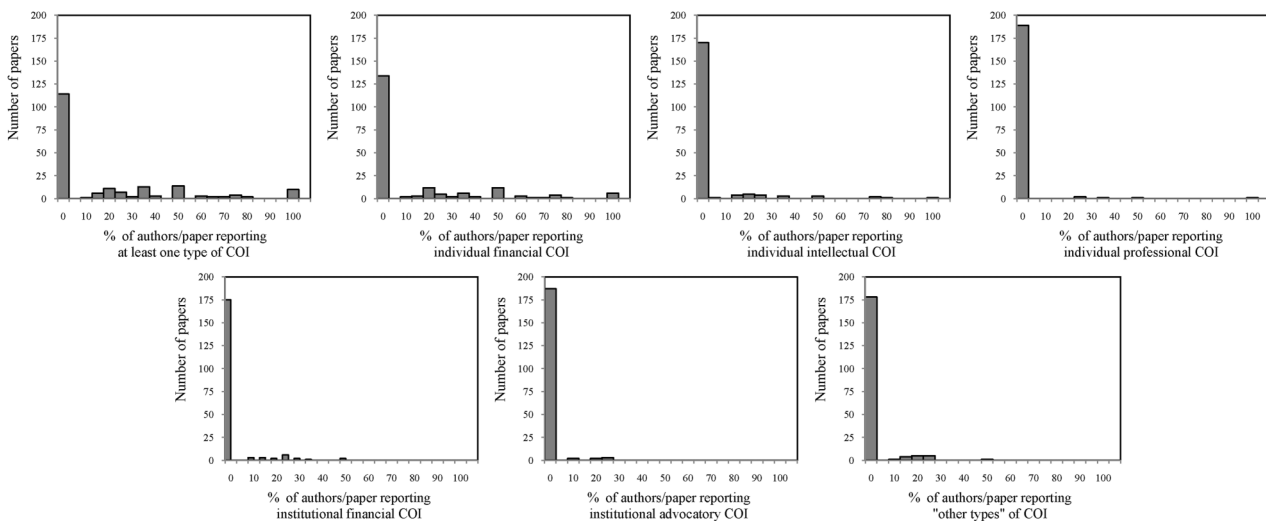 200
175
150
125
100
75
50
25
0
Number of papers
0 10 20 30 40 50 60 70 80 90 100
% of authors/paper reporting
at least one type of COI
200
175
150
125
100
75
50
25
0
Number of papers
0 10 20 30 40 50 60 70 80 90 100
% of authors/paper reporting
individual financial COI
200
175
150
125
100
75
50
25
0
Number of papers
0 10 20 30 40 50 60 70 80 90 100
% of authors/paper reporting
individual intellectual COI
200
175
150
125
100
75
50
25
0
Number of papers
0 10 20 30 40 50 60 70 80 90 100
% of authors/paper reporting
individual professional COI
200
175
150
125
100
75
50
25
0
Number of papers
0 10 20 30 40 50 60 70 80 90 100
% of authors/paper reporting
institutional financial COI
200
175
150
125
100
75
50
25
0
Number of papers
0 10 20 30 40 50 60 70 80 90 100
% of authors/paper reporting
institutional advocatory COI
200
175
150
125
100
75
50
25
0
Number of papers
0 10 20 30 40 50 60 70 80 90 100
% of authors/paper reporting
"other types" of COI